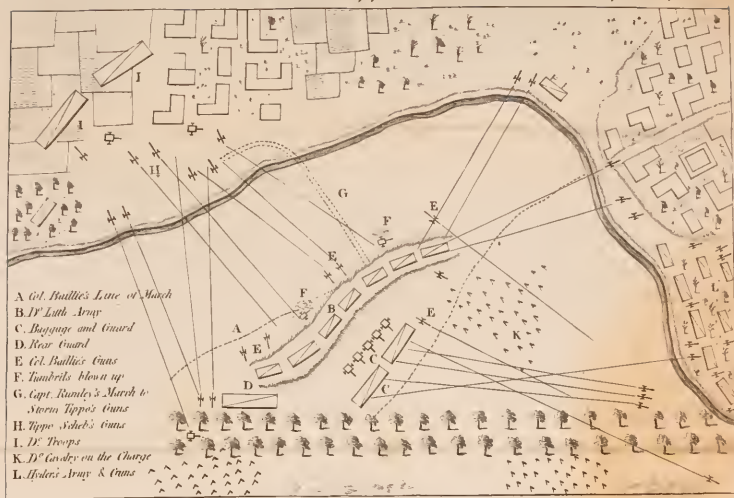 I
I
H
G
E
F
E
F
A
B
E
E
L
K
C
D
C
A Col. Baillie's Line of March
B. Dº Little Army
C. Baggage and Guard
D. Rear Guard
E Col. Baillie's Guns
F. Tumbrils blown up
G. Capt. Rumley's March to
Storm Tippo's Guns
H. Tippo Saheb's Guns
I. Dº Troops
K Dº Cavalry on the Charge
L Hyder's Army & Guns